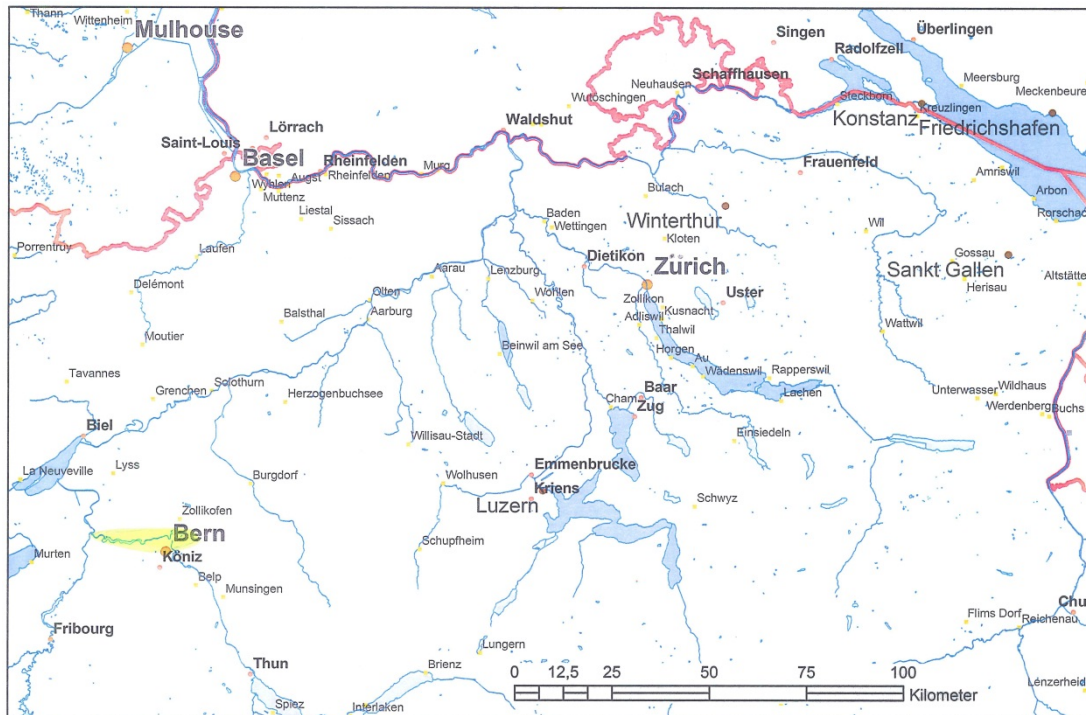 Thann
Wittenheim
Mulhouse
Singen
Überlingen
Radolfzell
Schaffhausen
Neuhausen
Meersburg
Meckenbeure
Steckborn
Kreuzlingen
Wutöschingen
Konstanz
Friedrichshafen
Waldshut
Lörrach
Saint-Louis
Basel
Rheinfelden
Augst
Rheinfelden
Murg
Wyhlen
Muttenz
Frauenfeld
Amriswil
Arbon
Rorschac
Bulach
Liestal
Sissach
Baden
Wettingen
Winterthur
Wil
Kloten
Porrentruy
Laufen
Gossau
Dietikon
Zürich
Sankt Gallen
Altstätte
Herisau
Aarau
Lenzburg
Delémont
Olten
Wohlen
Uster
Zollikon
Kusnacht
Adliswil
Thalwil
Balsthal
Aarburg
Wattwil
Moutier
Beinwil am See
Horgen
Au
Wädenswil
Rapperswil
Tavannes
Grenchen
Solothurn
Herzogenbuchsee
Baar
Cham
Zug
Lachen
Unterwasser
Wildhaus
Werdenberg
Buchs
Biel
Willisau-Stadt
Einsiedeln
La Neuveville
Lyss
Burgdorf
Wolhusen
Emmenbrucke
Kriens
Luzern
Schwyz
Zollikofen
Bern
Köniz
Murten
Schupfheim
Belp
Munsingen
Chu
Flims Dorf
Reichenau
Fribourg
Lungern
Thun
Brienz
Lenzerheid
Spiez
Interlaken
0 12,5 25 50 75 100
Kilometer